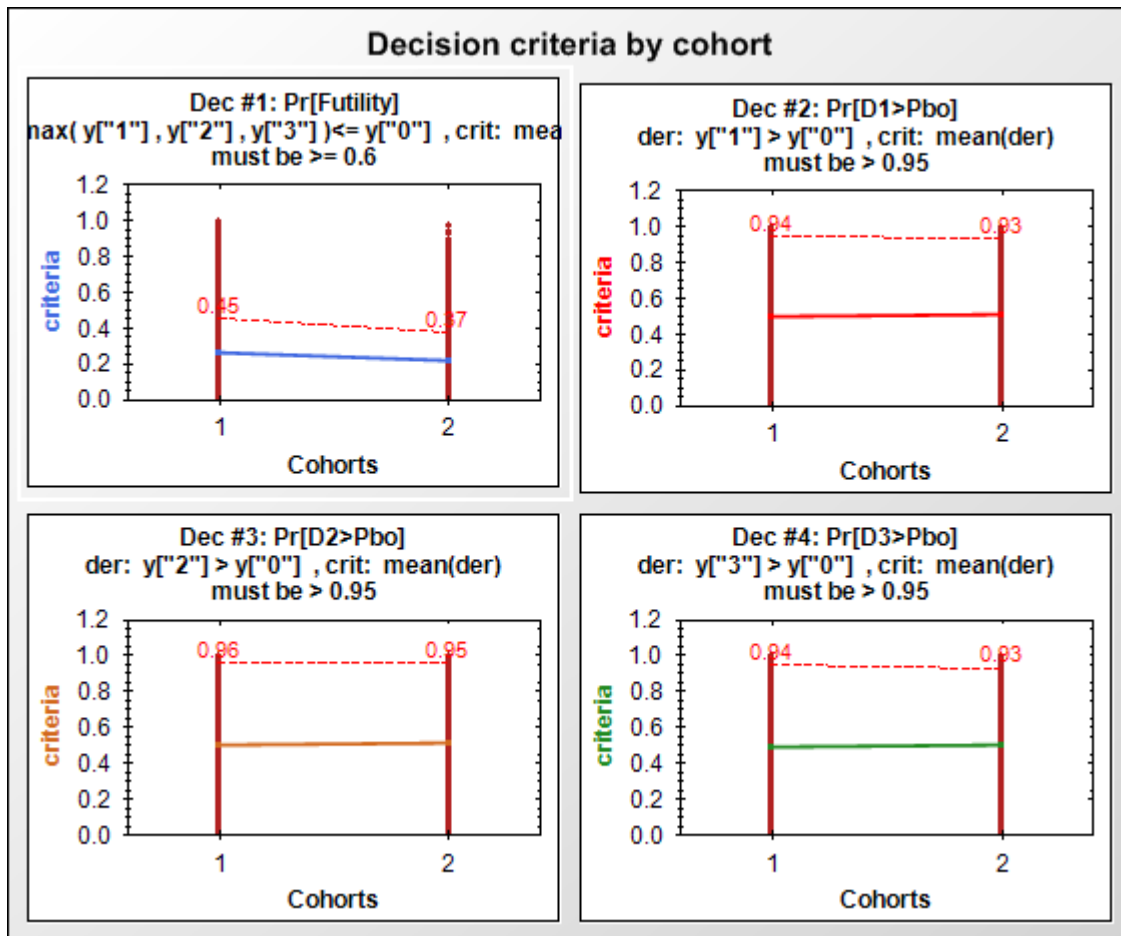 Decision criteria by cohort
Dec #1: Pr[Futility]
max( y["1"] , y["2"] , y["3"] )<= y["0"] , crit: mea
must be >= 0.6
1.2
1.0
0.8
0.6
0.4
0.2
0.0
criteria
0.45
0.37
1 2
Cohorts
Dec #2: Pr[D1>Pbo]
der: y["1"] > y["0"] , crit: mean(der)
must be > 0.95
1.2
1.0
0.8
0.6
0.4
0.2
0.0
criteria
0.94
0.93
1 2
Cohorts
Dec #3: Pr[D2>Pbo]
der: y["2"] > y["0"] , crit: mean(der)
must be > 0.95
1.2
1.0
0.8
0.6
0.4
0.2
0.0
criteria
0.96
0.95
1 2
Cohorts
Dec #4: Pr[D3>Pbo]
der: y["3"] > y["0"] , crit: mean(der)
must be > 0.95
1.2
1.0
0.8
0.6
0.4
0.2
0.0
criteria
0.94
0.93
1 2
Cohorts